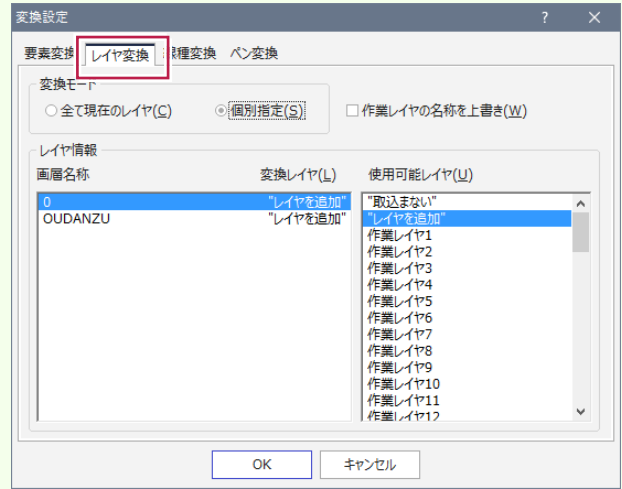 変換設定
要素変換 レイヤ変換 線種変換 ペン変換
変換モード
全て現在のレイヤ(C) 個別指定(S) 作業レイヤの名称を上書き(W)
レイヤ情報
画層名称 変換レイヤ(L) 使用可能レイヤ(U)
0 "レイヤを追加"
OUDANZU "レイヤを追加"
"取込まない"
"レイヤを追加"
作業レイヤ1
作業レイヤ2
作業レイヤ3
作業レイヤ4
作業レイヤ5
作業レイヤ6
作業レイヤ7
作業レイヤ8
作業レイヤ9
作業レイヤ10
作業レイヤ11
作業レイヤ12
OK キャンセル